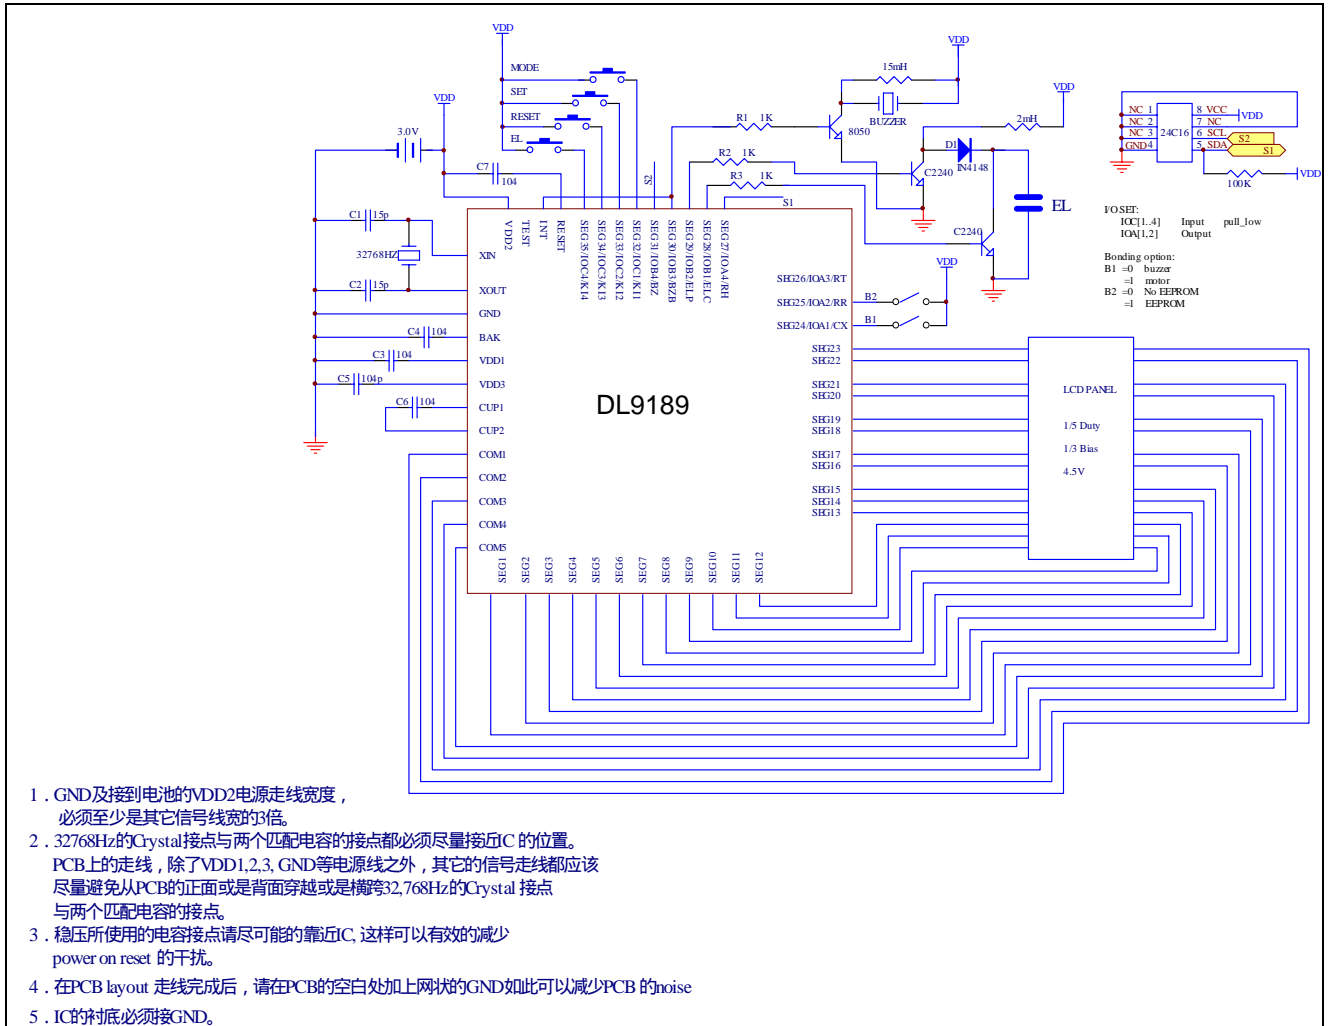 VDD
VDD
MODE
15mH
SET
VDD
VDD
RESET
BUZZER
EL
3.0V
R1 1K
8050
2mH
NC 1
8 VCC
VDD
NC 2
7 NC
NC 3
24C16
6 SCL
S2
GND4
5 SDA
S1
C7
104
R2 1K
D1
IN4148
R3 1K
C2240
S2
S1
100K
VDD
EL
C1 15p
32768HZ
C2 15p
C2240
I/O SET:
IOC[1..4] Input pull_low
IOA[1,2] Output
Bonding option:
B1 =0 buzzer
=1 motor
B2 =0 No EEPROM
=1 EEPROM
VDD2
TEST
INT
RESET
SEG35/IOC4/KI4
SEG34/IOC3/KI3
SEG33/IOC2/KI2
SEG32/IOC1/KI1
SEG31/IOB4/BZ
SEG30/IOB3/BZB
SEG29/IOB2/ELP
SEG28/IOB1/ELC
SEG27/IOA4/RH
XIN
XOUT
GND
C4 104
BAK
C3 104
VDD1
C5 104p
VDD3
C6 104
CUP1
CUP2
COM1
COM2
COM3
COM4
COM5
DL9189
SEG26/IOA3/RT
VDD
SEG25/IOA2/RR
B2
SEG24/IOA1/CX
B1
SEG23
SEG22
SEG21
SEG20
SEG19
SEG18
SEG17
SEG16
SEG15
SEG14
SEG13
LCD PANEL
1/5 Duty
1/3 Bias
4.5V
SEG1
SEG2
SEG3
SEG4
SEG5
SEG6
SEG7
SEG8
SEG9
SEG10
SEG11
SEG12
1．GND及接到电池的VDD2电源走线宽度，
必须至少是其它信号线宽的3倍。
2．32768Hz的Crystal接点与两个匹配电容的接点都必须尽量接近IC 的位置。
PCB上的走线，除了VDD1,2,3, GND等电源线之外，其它的信号走线都应该
尽量避免从PCB的正面或是背面穿越或是横跨32,768Hz的Crystal 接点
与两个匹配电容的接点。
3．稳压所使用的电容接点请尽可能的靠近IC, 这样可以有效的减少
power on reset 的干扰。
4．在PCB layout 走线完成后，请在PCB的空白处加上网状的GND如此可以减少PCB 的noise
5．IC的衬底必须接GND。